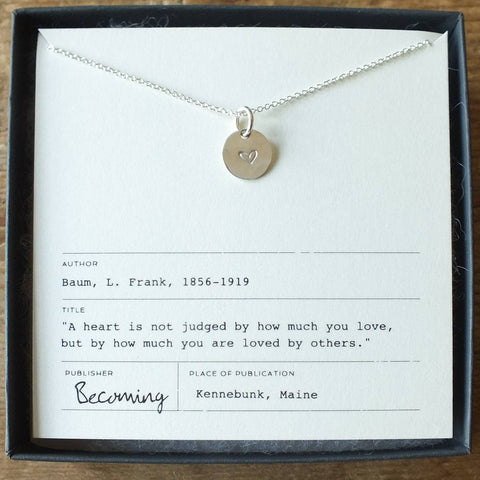 AUTHOR
Baum, L. Frank, 1856-1919
TITLE
"A heart is not judged by how much you love,
but by how much you are loved by others."
PUBLISHER
Becoming
PLACE OF PUBLICATION
Kennebunk, Maine